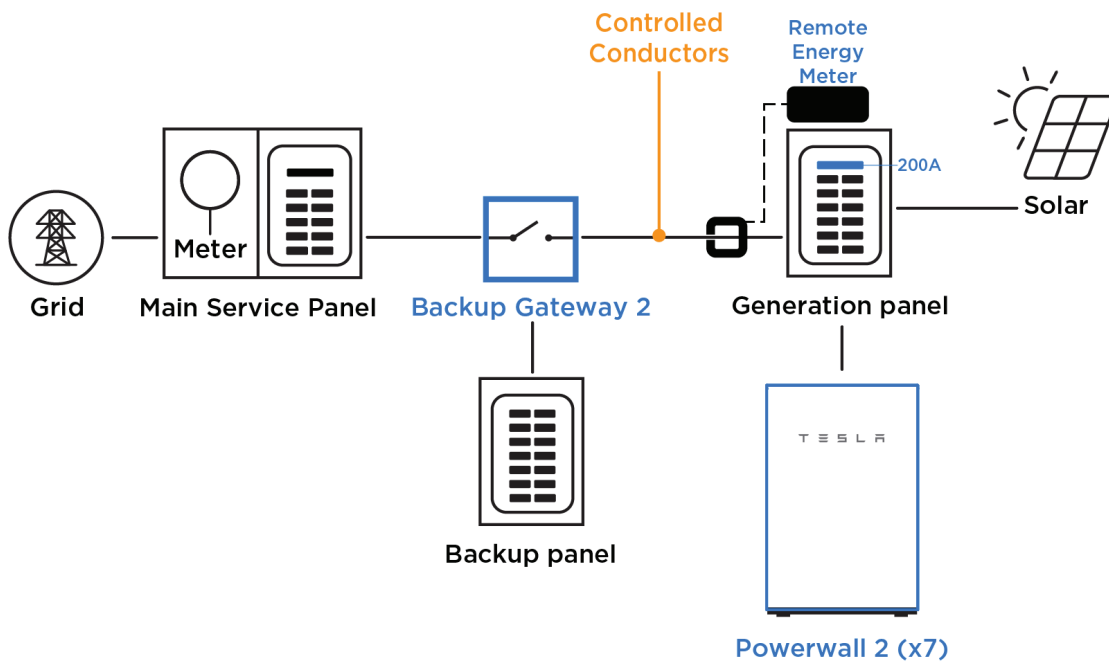 Controlled
Conductors
Remote
Energy
Meter
200A
Solar
Meter
Grid
Main Service Panel
Backup Gateway 2
Generation panel
TESLA
Backup panel
Powerwall 2 (x7)